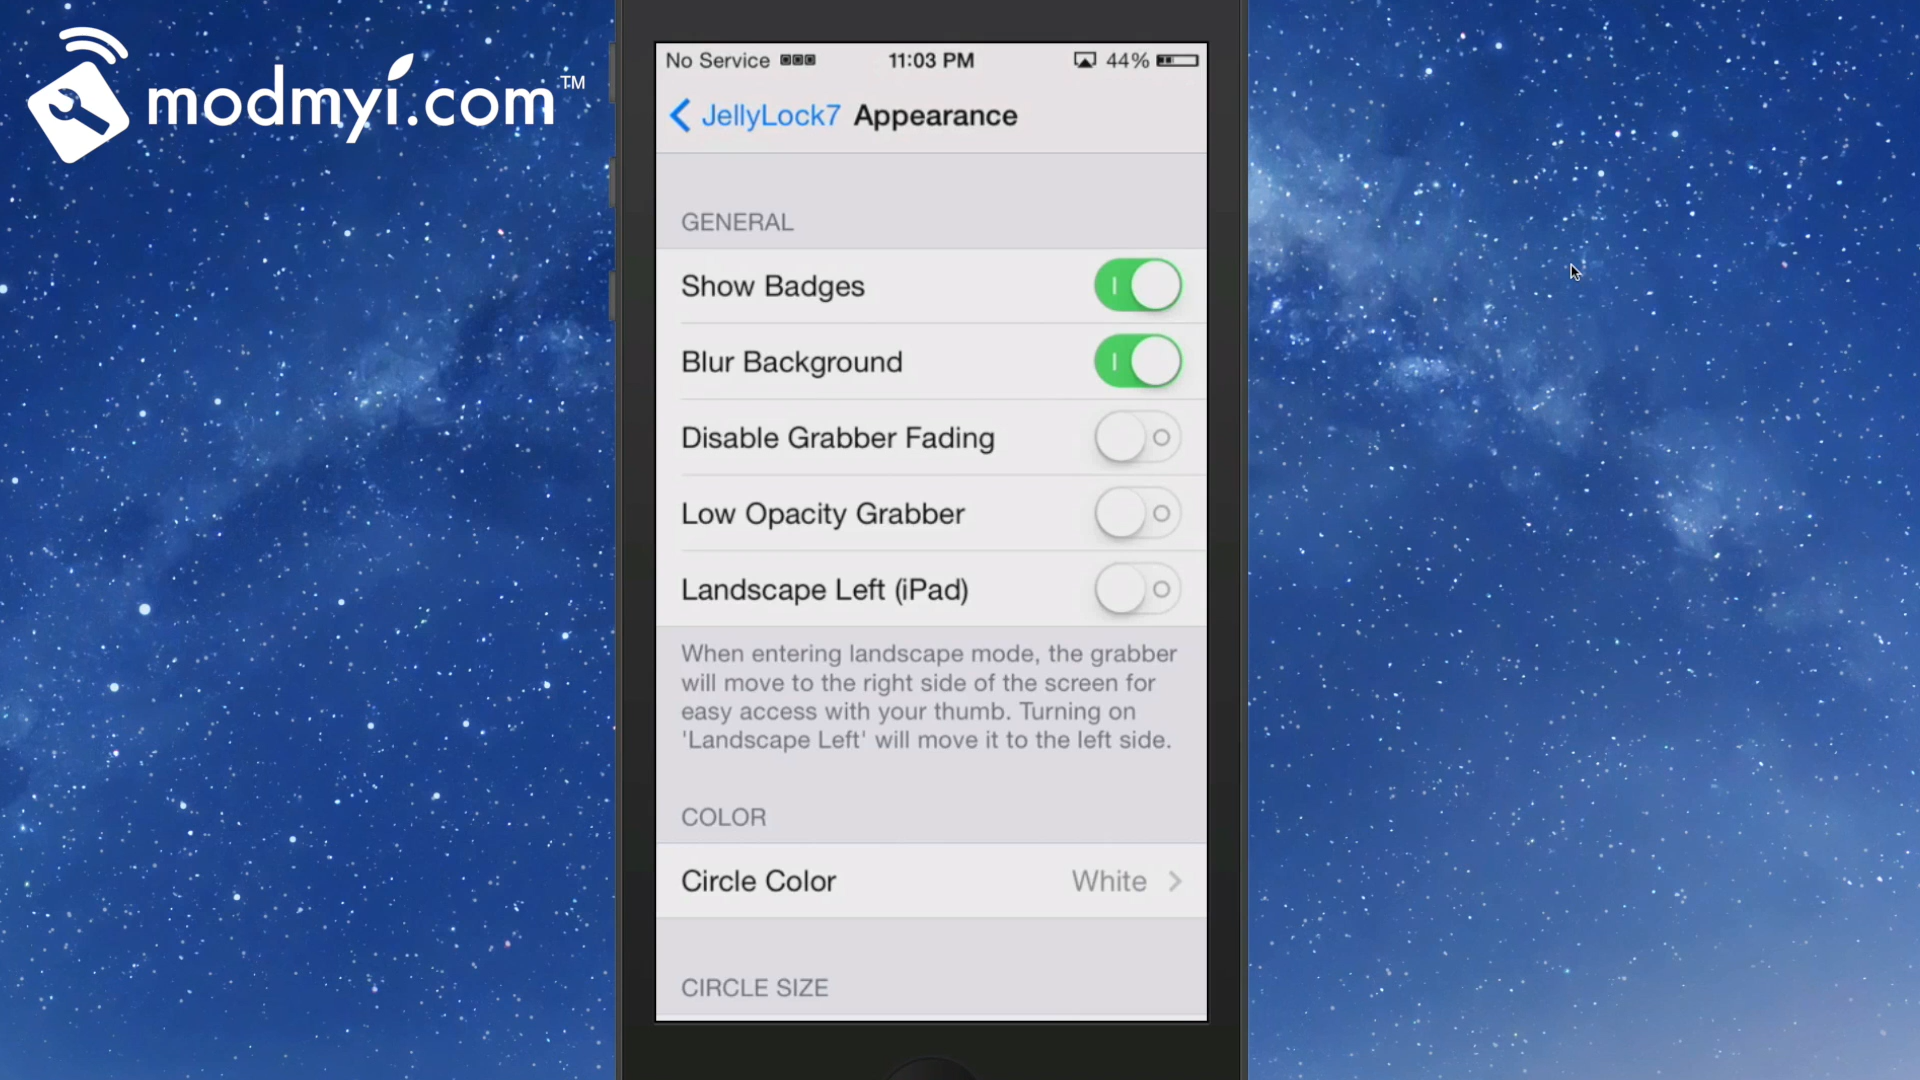 modmyi.com™
No Service 11:03 PM 44%
JellyLock7 Appearance
GENERAL
Show Badges
Blur Background
Disable Grabber Fading
Low Opacity Grabber
Landscape Left (iPad)
When entering landscape mode, the grabber
will move to the right side of the screen for
easy access with your thumb. Turning on
'Landscape Left' will move it to the left side.
COLOR
Circle Color White
CIRCLE SIZE